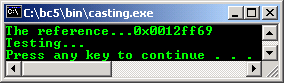 C:\bc5\bin\casting.exe
The reference...0x0012ff69
Testing...
Press any key to continue . . .